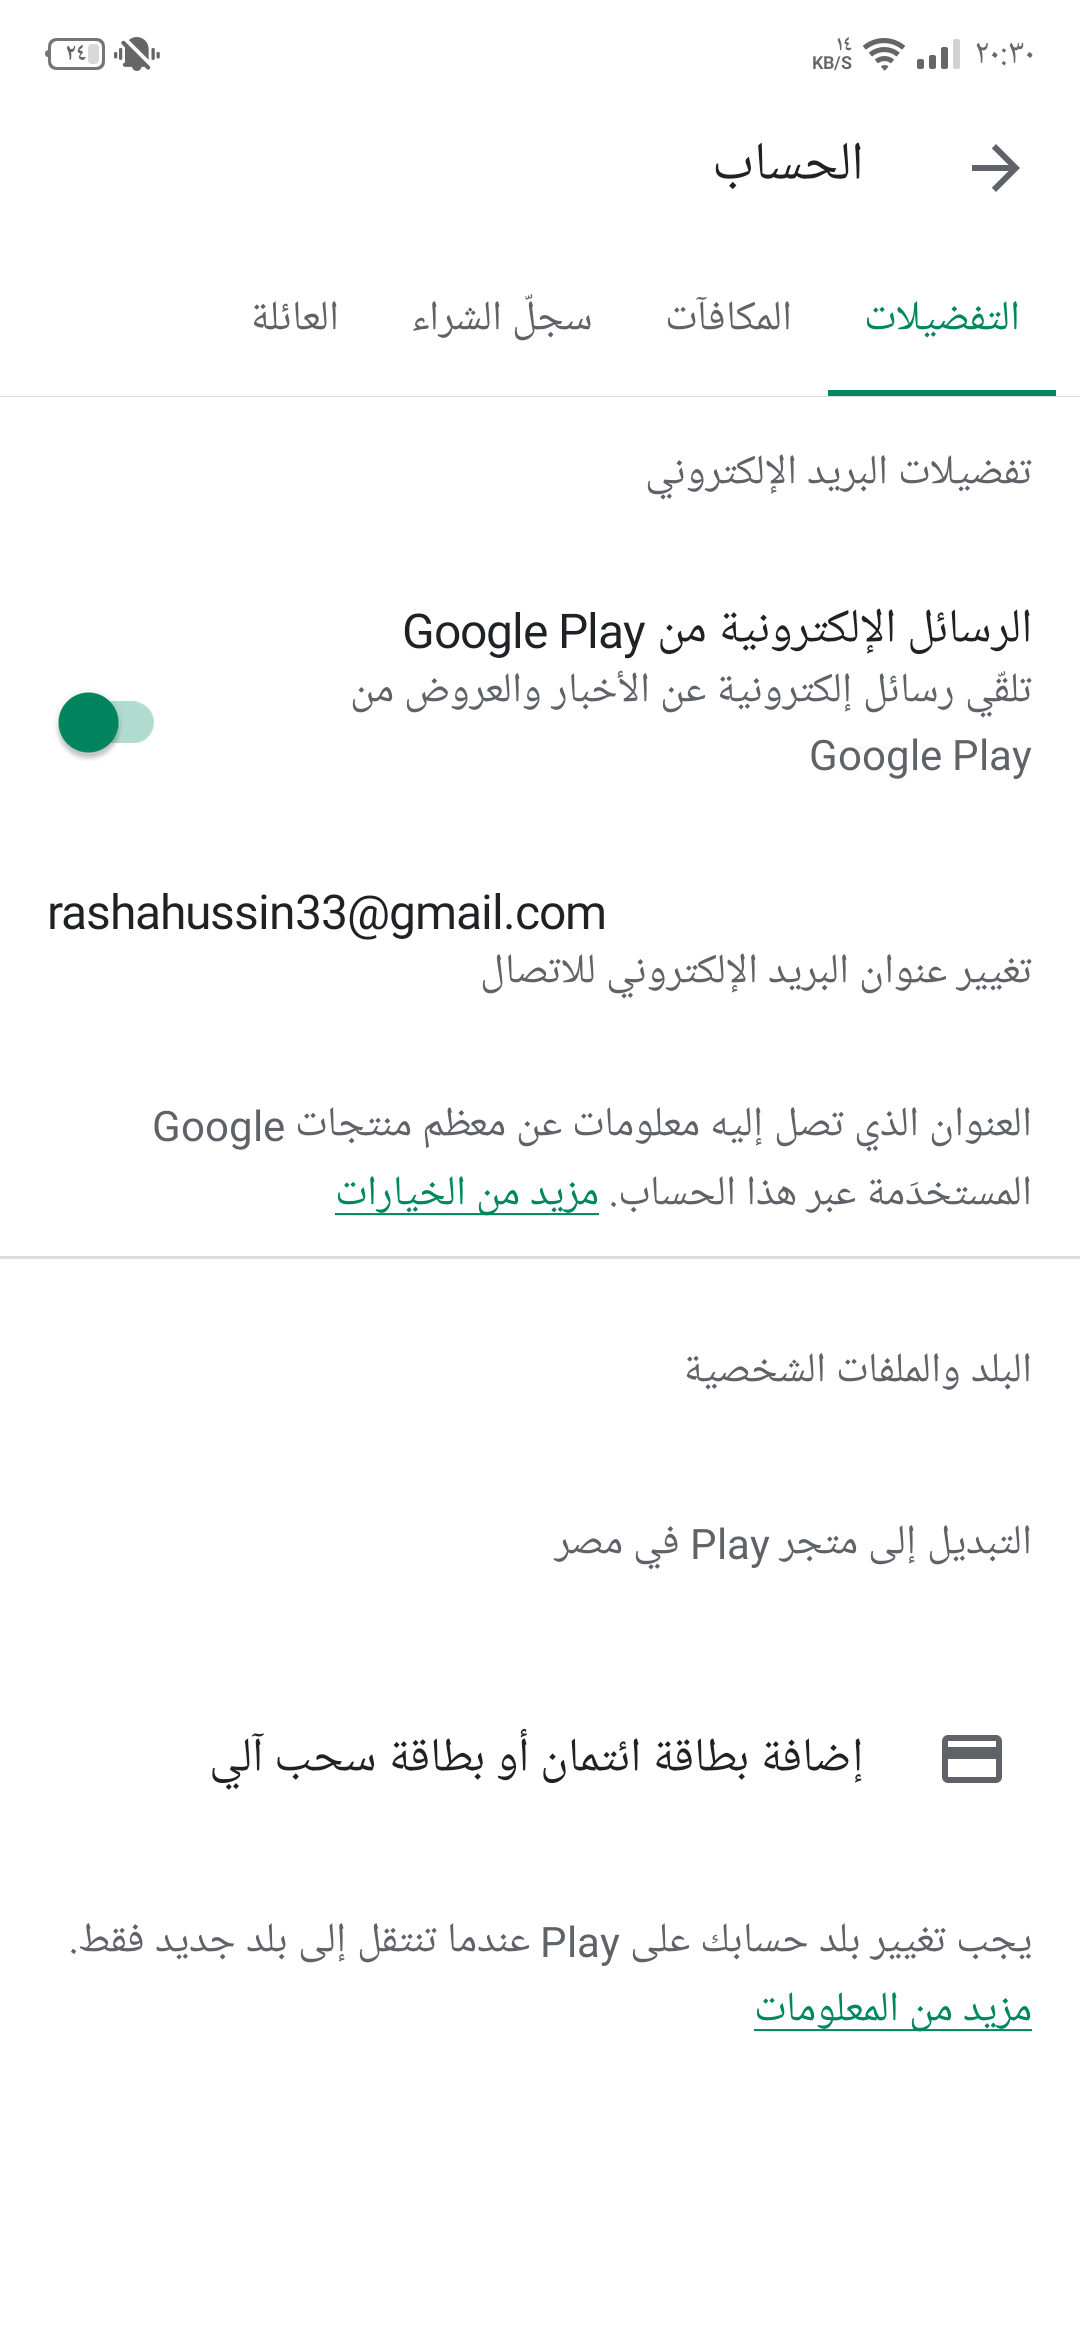 ٢٠:٣٠
١٤
KB/S
٢٤
الحساب
التفضيلات
المكافآت
سجلّ الشراء
العائلة
تفضيلات البريد الإلكتروني
الرسائل الإلكترونية من Google Play
تلقّي رسائل إلكترونية عن الأخبار والعروض من
Google Play
rashahussin33@gmail.com
تغيير عنوان البريد الإلكتروني للاتصال
العنوان الذي تصل إليه معلومات عن معظم منتجات Google
المستخدَمة عبر هذا الحساب. مزيد من الخيارات
البلد والملفات الشخصية
التبديل إلى متجر Play في مصر
إضافة بطاقة ائتمان أو بطاقة سحب آلي
يجب تغيير بلد حسابك على Play عندما تنتقل إلى بلد جديد فقط.
مزيد من المعلومات